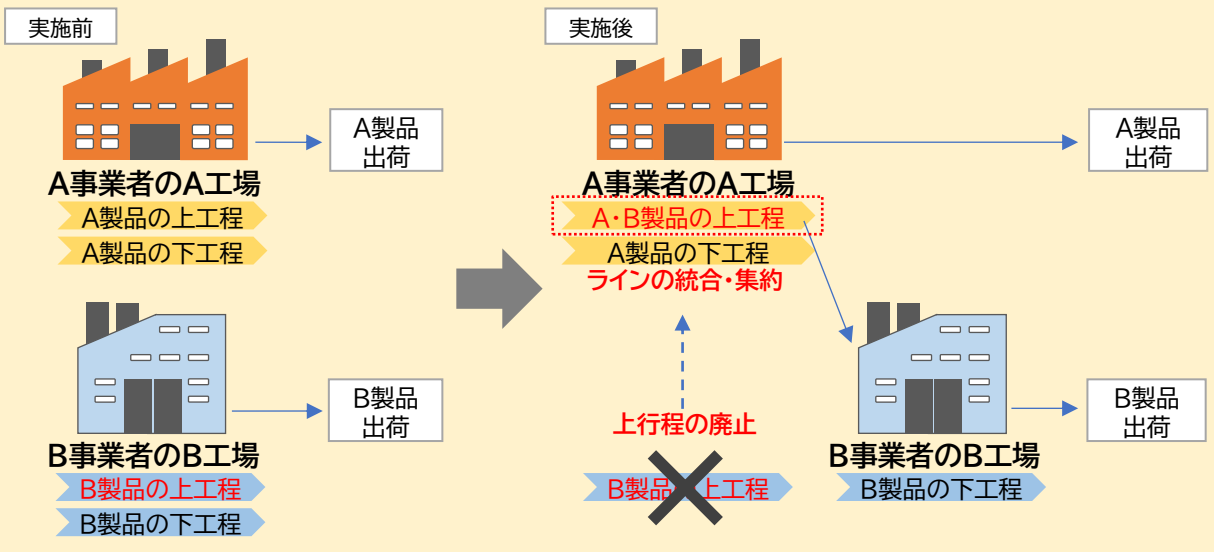 実施前
A製品
出荷
A事業者のA工場
A製品の上工程
A製品の下工程
B製品
出荷
B事業者のB工場
B製品の上工程
B製品の下工程
実施後
A製品
出荷
A事業者のA工場
A・B製品の上工程
A製品の下工程
ラインの統合・集約
上行程の廃止
B製品 上工程
B製品
出荷
B事業者のB工場
B製品の下工程